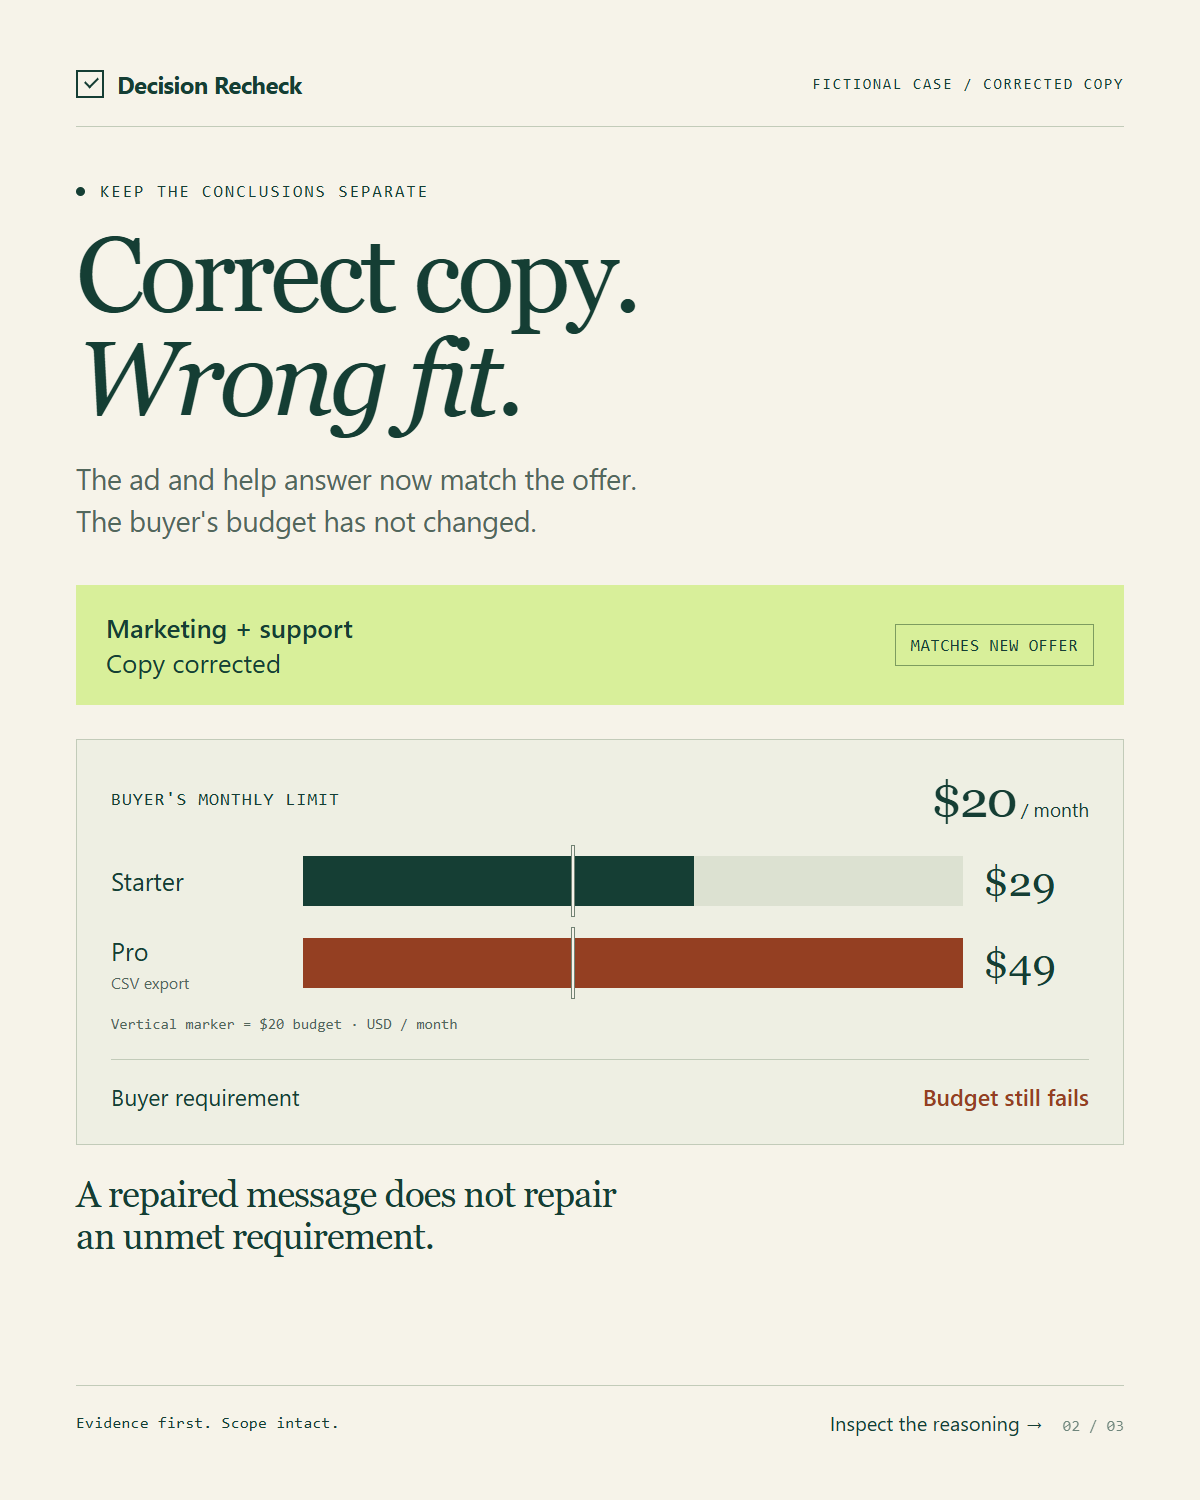 Decision Recheck
FICTIONAL CASE / CORRECTED COPY
KEEP THE CONCLUSIONS SEPARATE
Correct copy.
Wrong fit.
The ad and help answer now match the offer.
The buyer's budget has not changed.
Marketing + support
Copy corrected
MATCHES NEW OFFER
BUYER'S MONTHLY LIMIT
$20 / month
Starter
$29
Pro
CSV export
$49
Vertical marker = $20 budget · USD / month
Buyer requirement
Budget still fails
A repaired message does not repair
an unmet requirement.
Evidence first. Scope intact.
Inspect the reasoning →
02 / 03